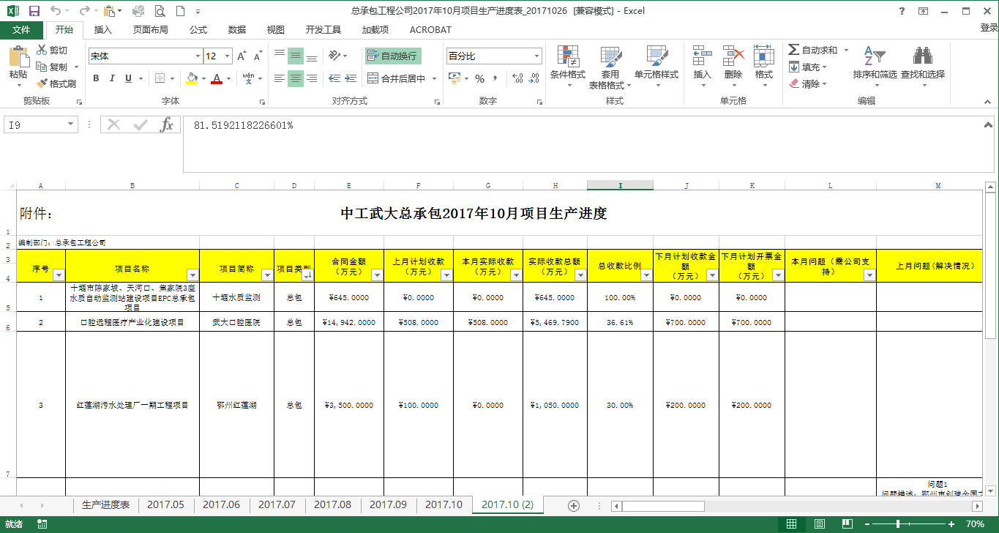 总承包工程公司2017年10月项目生产进度表_20171026 [兼容模式] - Excel
文件 开始 插入 页面布局 公式 数据 视图 开发工具 加载项 ACROBAT 登录
粘贴 剪切 复制 格式刷 剪贴板
宋体 12 B I U 字体
自动换行 合并后居中 对齐方式
百分比 % 数字
条件格式 套用表格格式 单元格样式 样式
插入 删除 格式 单元格
自动求和 填充 清除 排序和筛选 查找和选择 编辑
I9 fx 81.5192118226601%
A B C D E F G H I J K L M
1 附件: 中工武大总承包2017年10月项目生产进度
2 编制部门: 总承包工程公司
3
4
序号 项目名称 项目简称 项目类型 合同金额(万元) 上月计划收款(万元) 本月实际收款(万元) 实际收款总额(万元) 总收款比例 下月计划收款金额(万元) 下月计划开票金额(万元) 本月问题(需公司支持) 上月问题(解决情况)
5
1 十堰市陈家坡、天河口、焦家院3座水质自动监测站建设项目EPC总承包项目 十堰水质监测 总包 ¥645.0000 ¥0.0000 ¥0.0000 ¥645.0000 100.00% ¥0.0000 ¥0.0000
6
2 口腔远程医疗产业化建设项目 武大口腔医院 总包 ¥14,942.0000 ¥508.0000 ¥508.0000 ¥5,469.7900 36.61% ¥700.0000 ¥700.0000
7
3 红莲湖污水处理厂一期工程项目 鄂州红莲湖 总包 ¥3,500.0000 ¥100.0000 ¥0.0000 ¥1,050.0000 30.00% ¥200.0000 ¥200.0000
问题1
生产进度表 2017.05 2017.06 2017.07 2017.08 2017.09 2017.10 2017.10 (2)
就绪 70%